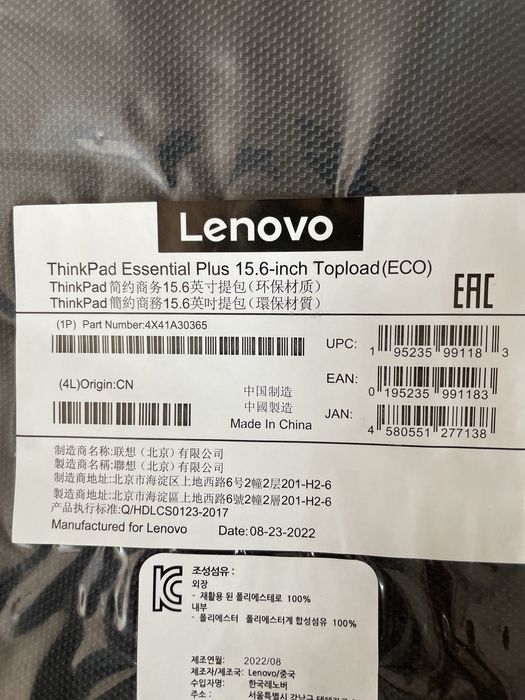 Lenovo
ThinkPad Essential Plus 15.6-inch Topload(ECO)
ThinkPad简约商务15.6英寸提包(环保材质)
ThinkPad簡約商務15.6英吋提包(環保材質)
EAC
(1P) Part Number:4X41A30365
UPC:
1 95235 99118 3
(4L)Origin:CN
中国制造
中國製造
Made In China
EAN:
0 195235 991183
JAN:
4 580551 277138
制造商名称:联想（北京）有限公司
製造商名稱:聯想（北京）有限公司
制造商地址:北京市海淀区上地西路6号2幢2层201-H2-6
製造商地址:北京市海淀區上地西路6號2幢2層201-H2-6
产品执行标准:Q/HDLCS0123-2017
Manufactured for Lenovo Date:08-23-2022
조성섬유 :
외장
- 재활용 된 폴리에스테로 100%
내부
- 폴리에스터 폴리에스터계 합성섬유 100%
제조연월: 2022/08
제조자/제조국: Lenovo/중국
수입자명: 한국레노버
주소 : 서울특별시 강남구